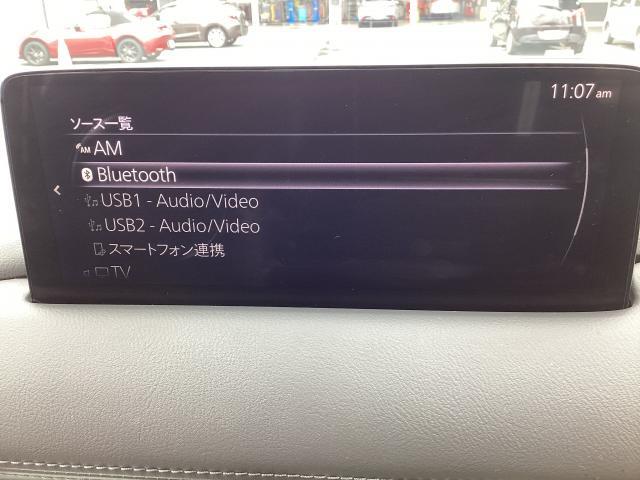 11:07 am
ソース一覧
AM AM
Bluetooth
USB1 - Audio/Video
USB2 - Audio/Video
スマートフォン連携
TV